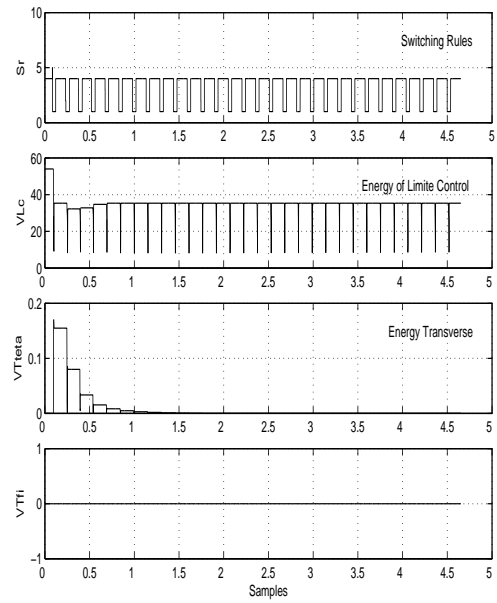 10
Switching Rules
Sr
5
0
0 0.5 1 1.5 2 2.5 3 3.5 4 4.5 5
60
Energy of Limite Control
40
VLc
20
0
0 0.5 1 1.5 2 2.5 3 3.5 4 4.5 5
0.2
Energy Transverse
VTteta
0.1
0
0 0.5 1 1.5 2 2.5 3 3.5 4 4.5 5
1
VTfi
0
−1
0 0.5 1 1.5 2 2.5 3 3.5 4 4.5 5
Samples